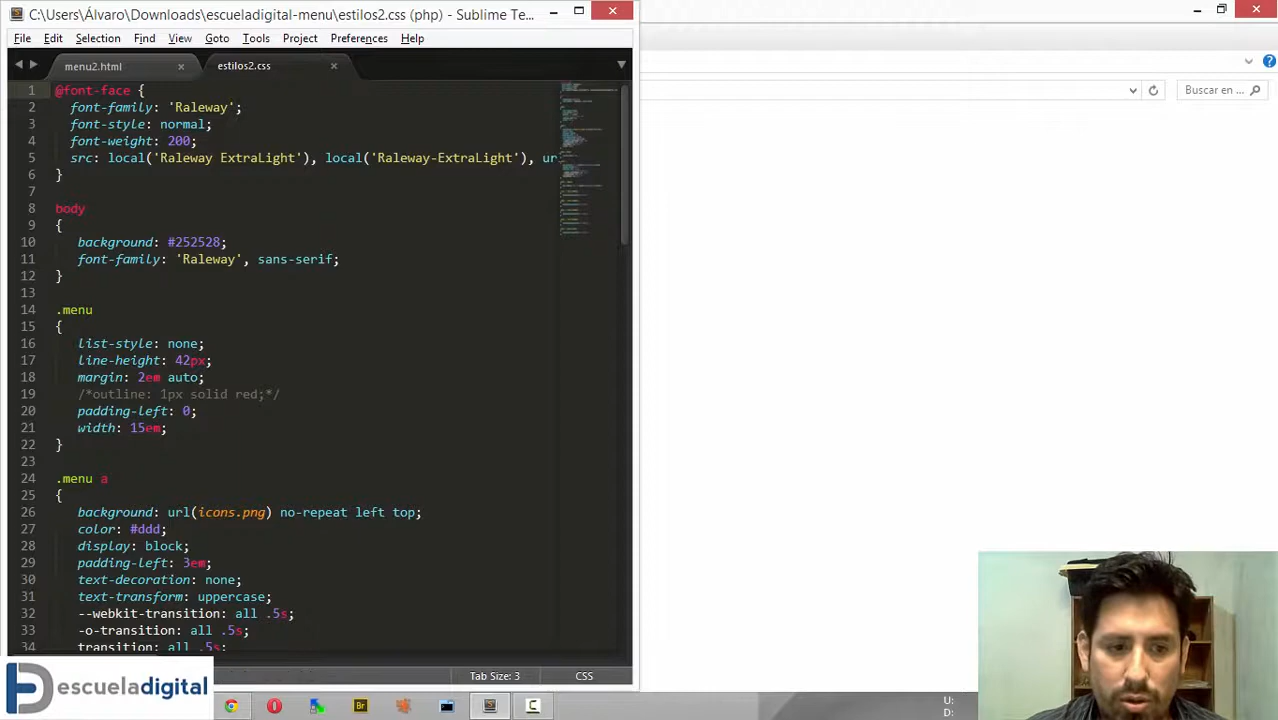 C:\Users\Álvaro\Downloads\escueladigital-menu\estilos2.css (php) - Sublime Te...
File Edit Selection Find View Goto Tools Project Preferences Help
menu2.html
estilos2.css
Buscar en ...
1 @font-face {
2 font-family: 'Raleway';
3 font-style: normal;
4 font-weight: 200;
5 src: local('Raleway ExtraLight'), local('Raleway-ExtraLight'), ur
6 }
7
8 body
9 {
10 background: #252528;
11 font-family: 'Raleway', sans-serif;
12 }
13
14 .menu
15 {
16 list-style: none;
17 line-height: 42px;
18 margin: 2em auto;
19 /*outline: 1px solid red;*/
20 padding-left: 0;
21 width: 15em;
22 }
23
24 .menu a
25 {
26 background: url(icons.png) no-repeat left top;
27 color: #ddd;
28 display: block;
29 padding-left: 3em;
30 text-decoration: none;
31 text-transform: uppercase;
32 --webkit-transition: all .5s;
33 -o-transition: all .5s;
34 transition: all .5s;
Tab Size: 3 CSS
escueladigital
Br
U:
D: